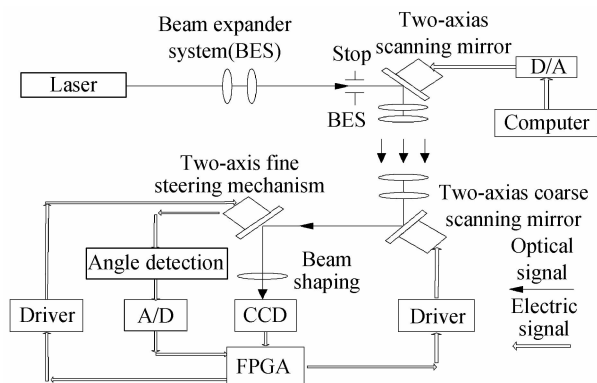 Beam expander
system(BES)
Two-axias
scanning mirror
Stop
Laser
D/A
BES
Computer
Two-axis fine
steering mechanism
Two-axias coarse
scanning mirror
Optical
signal
Angle detection
Beam
shaping
Electric
signal
Driver
A/D
CCD
Driver
FPGA